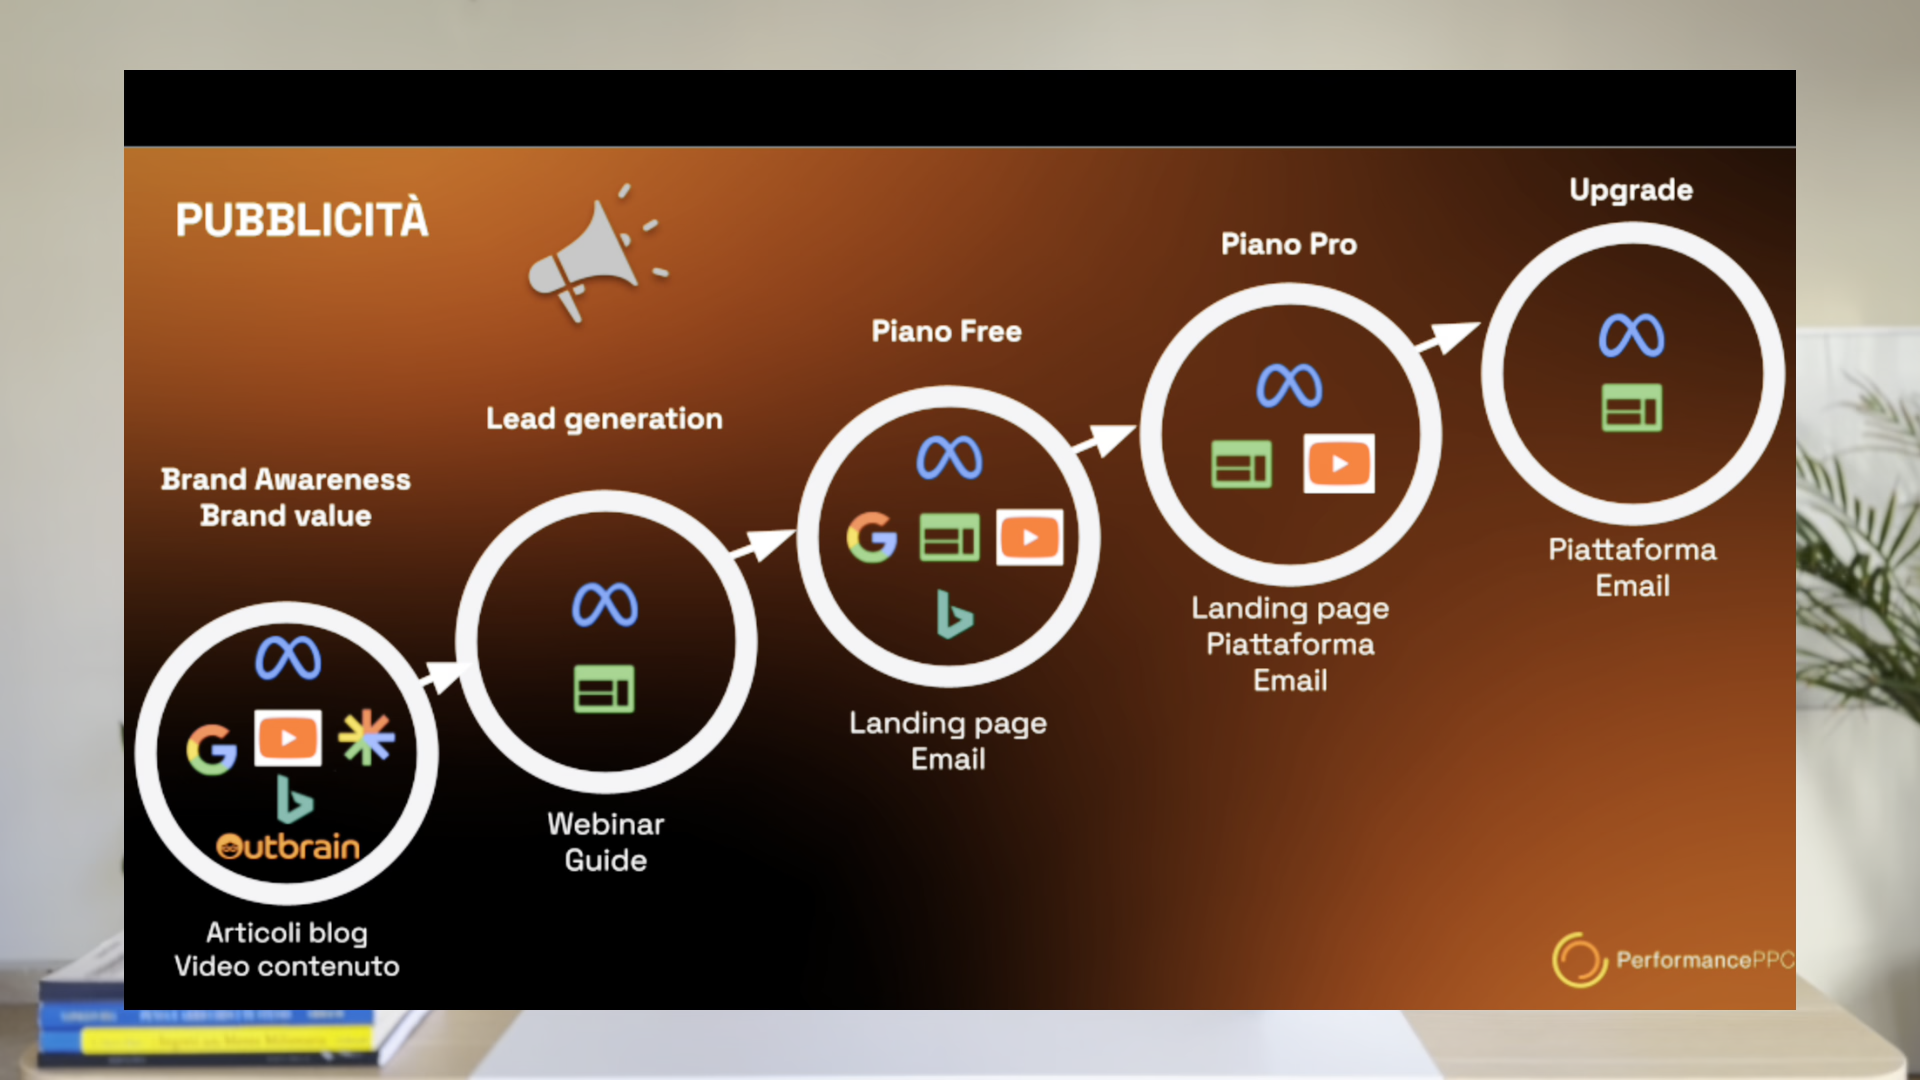 PUBBLICITÀ
Brand Awareness
Brand value
Outbrain
Articoli blog
Video contenuto
Lead generation
Webinar
Guide
Piano Free
Landing page
Email
Piano Pro
Landing page
Piattaforma
Email
Upgrade
Piattaforma
Email
PerformancePPC